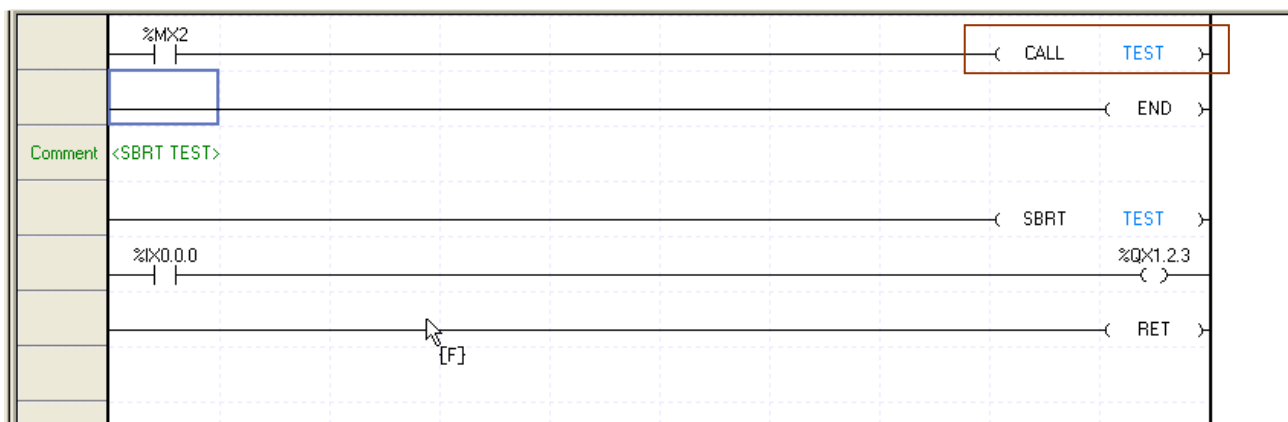 %MX2
CALL TEST
END
Comment <SBRT TEST>
SBRT TEST
%IX0.0.0 %QX1.2.3
RET
{F}